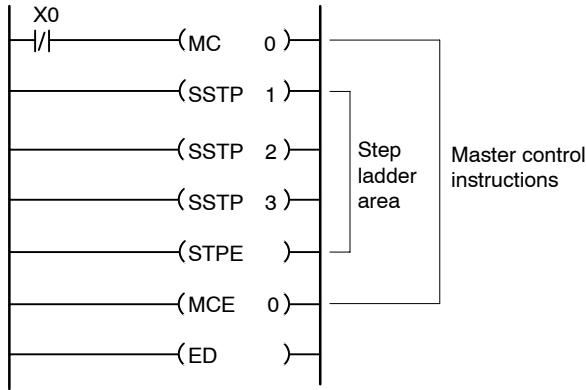 X0
(MC 0)
(SSTP 1)
(SSTP 2)
(SSTP 3)
(STPE )
(MCE 0)
(ED )
Step
ladder
area
Master control
instructions